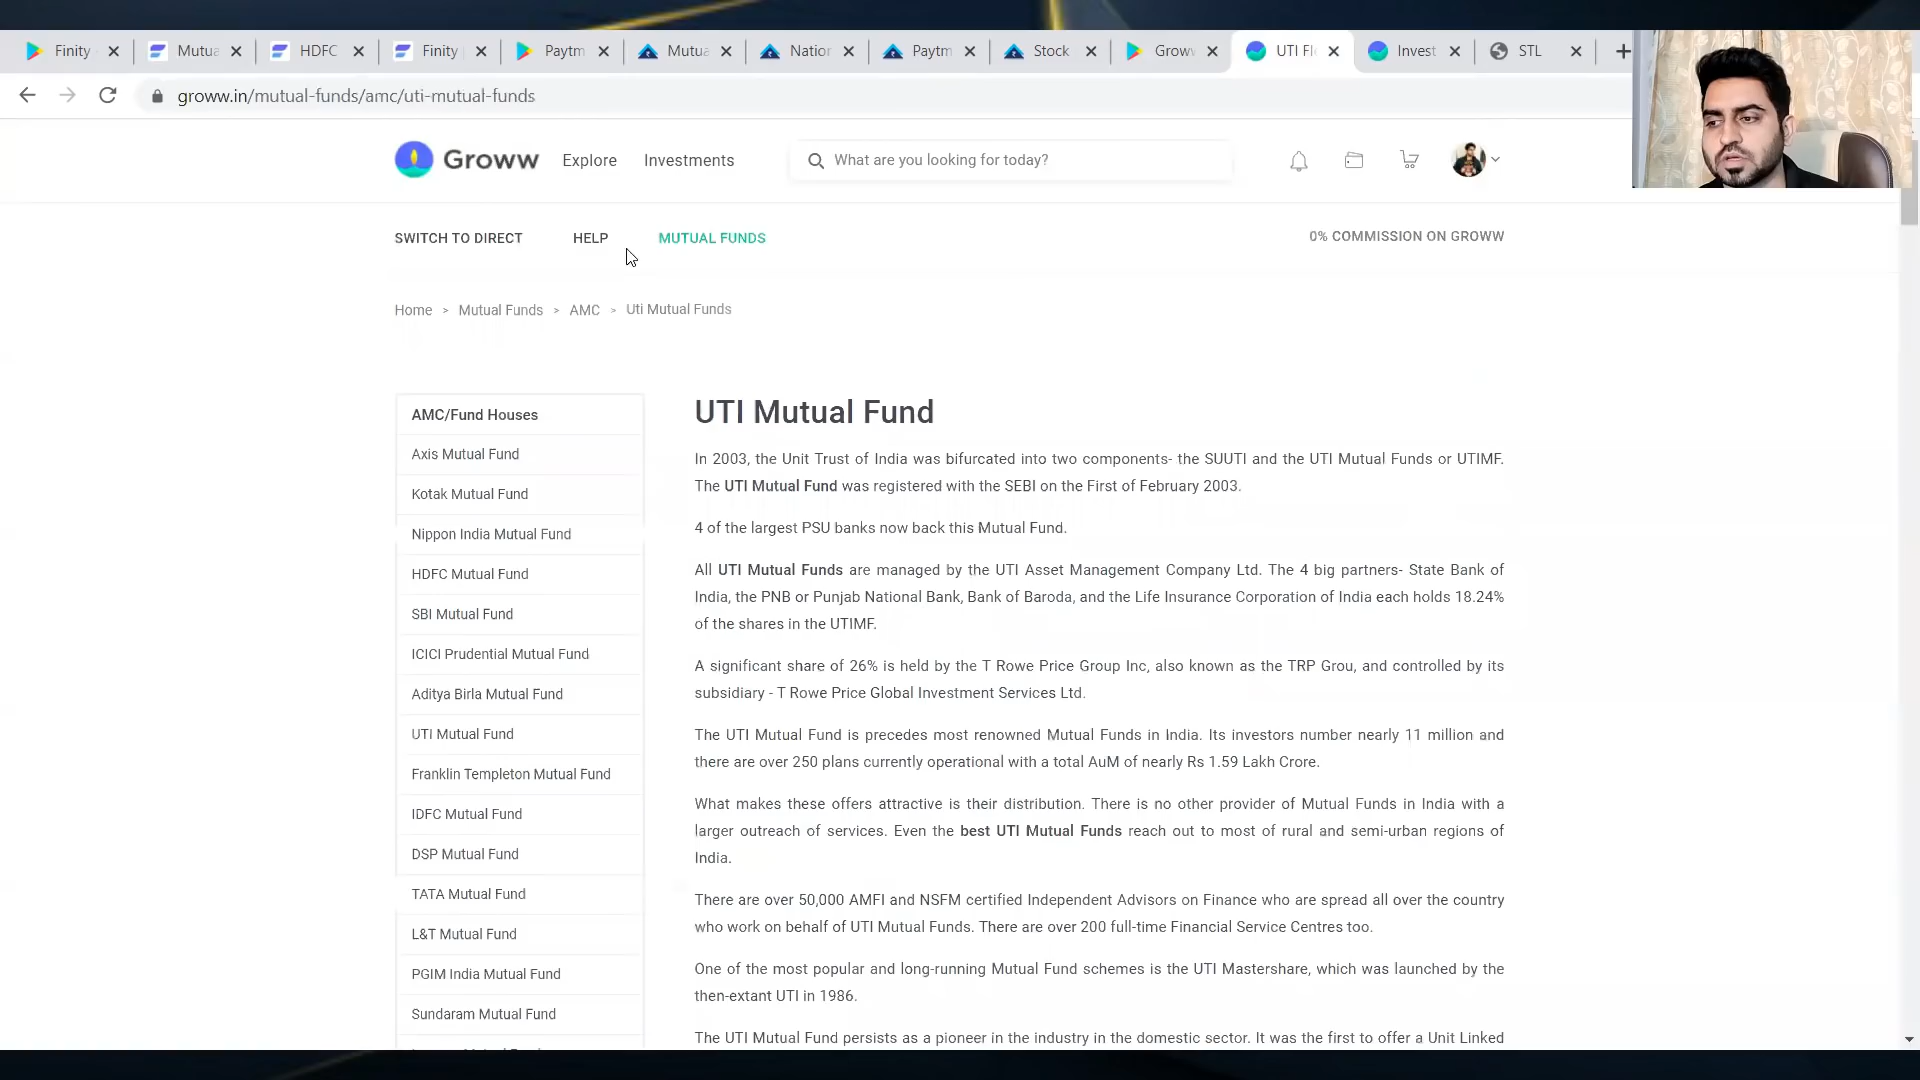 Finity
Mutua
HDFC
Finity
Paytm
Mutua
Nation
Paytm
Stock
Groww
UTI Fl
Invest
STL
groww.in/mutual-funds/amc/uti-mutual-funds
Groww
Explore
Investments
What are you looking for today?
SWITCH TO DIRECT
HELP
MUTUAL FUNDS
0% COMMISSION ON GROWW
Home > Mutual Funds > AMC > Uti Mutual Funds
AMC/Fund Houses
Axis Mutual Fund
Kotak Mutual Fund
Nippon India Mutual Fund
HDFC Mutual Fund
SBI Mutual Fund
ICICI Prudential Mutual Fund
Aditya Birla Mutual Fund
UTI Mutual Fund
Franklin Templeton Mutual Fund
IDFC Mutual Fund
DSP Mutual Fund
TATA Mutual Fund
L&T Mutual Fund
PGIM India Mutual Fund
Sundaram Mutual Fund
UTI Mutual Fund
In 2003, the Unit Trust of India was bifurcated into two components- the SUUTI and the UTI Mutual Funds or UTIMF.
The UTI Mutual Fund was registered with the SEBI on the First of February 2003.
4 of the largest PSU banks now back this Mutual Fund.
All UTI Mutual Funds are managed by the UTI Asset Management Company Ltd. The 4 big partners- State Bank of
India, the PNB or Punjab National Bank, Bank of Baroda, and the Life Insurance Corporation of India each holds 18.24%
of the shares in the UTIMF.
A significant share of 26% is held by the T Rowe Price Group Inc, also known as the TRP Grou, and controlled by its
subsidiary - T Rowe Price Global Investment Services Ltd.
The UTI Mutual Fund is precedes most renowned Mutual Funds in India. Its investors number nearly 11 million and
there are over 250 plans currently operational with a total AuM of nearly Rs 1.59 Lakh Crore.
What makes these offers attractive is their distribution. There is no other provider of Mutual Funds in India with a
larger outreach of services. Even the best UTI Mutual Funds reach out to most of rural and semi-urban regions of
India.
There are over 50,000 AMFI and NSFM certified Independent Advisors on Finance who are spread all over the country
who work on behalf of UTI Mutual Funds. There are over 200 full-time Financial Service Centres too.
One of the most popular and long-running Mutual Fund schemes is the UTI Mastershare, which was launched by the
then-extant UTI in 1986.
The UTI Mutual Fund persists as a pioneer in the industry in the domestic sector. It was the first to offer a Unit Linked